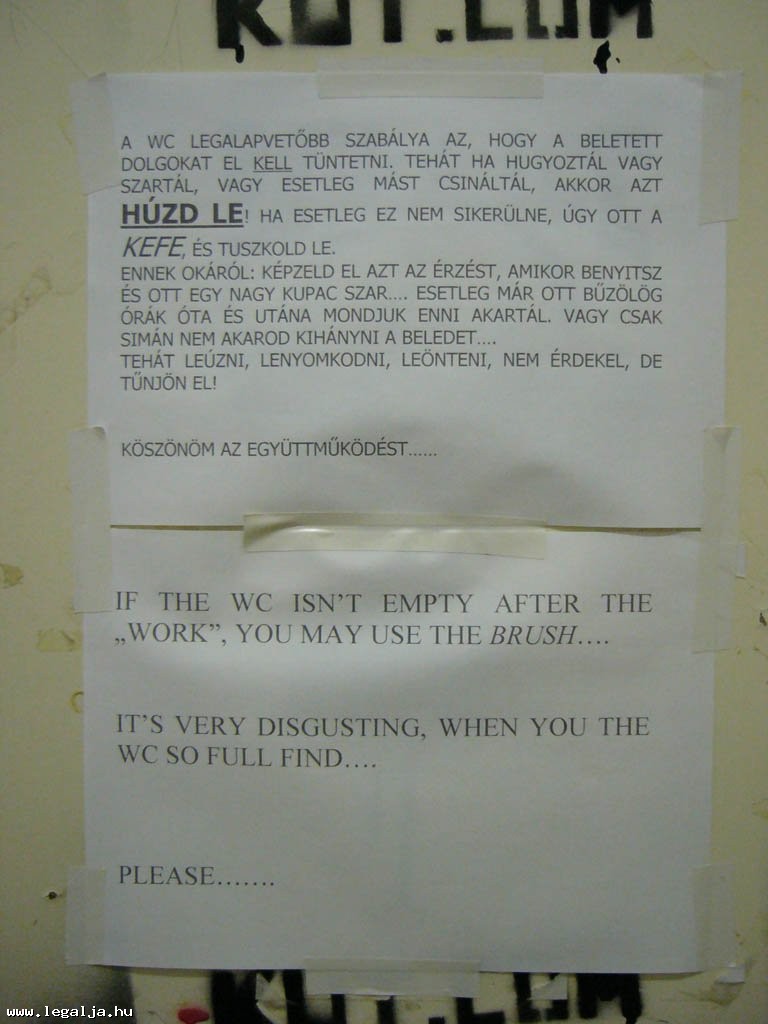 KUT.COM
A WC LEGALAPVETŐBB SZABÁLYA AZ, HOGY A BELETETT
DOLGOKAT EL KELL TÜNTETNI. TEHÁT HA HUGYOZTÁL VAGY
SZARTÁL, VAGY ESETLEG MÁST CSINÁLTÁL, AKKOR AZT
HÚZD LE! HA ESETLEG EZ NEM SIKERÜLNE, ÚGY OTT A
KEFE, ÉS TUSZKOLD LE.
ENNEK OKÁRÓL: KÉPZELD EL AZT AZ ÉRZÉST, AMIKOR BENYITSZ
ÉS OTT EGY NAGY KUPAC SZAR.... ESETLEG MÁR OTT BŰZÖLÖG
ÓRÁK ÓTA ÉS UTÁNA MONDJUK ENNI AKARTÁL. VAGY CSAK
SIMÁN NEM AKAROD KIHÁNYNI A BELEDET....
TEHÁT LEÚZNI, LENYOMKODNI, LEÖNTENI, NEM ÉRDEKEL, DE
TŰNJÖN EL!
KÖSZÖNÖM AZ EGYÜTTMŰKÖDÉST......
IF THE WC ISN'T EMPTY AFTER THE
„WORK”, YOU MAY USE THE BRUSH....
IT'S VERY DISGUSTING, WHEN YOU THE
WC SO FULL FIND....
PLEASE.......
www.legalja.hu